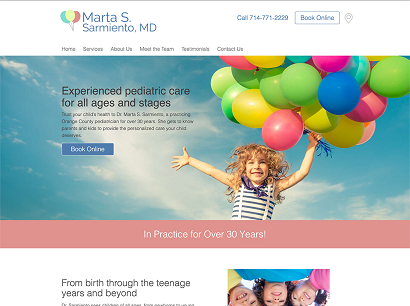 Marta S.
Sarmiento, MD
Call 714-771-2229
Book Online
Home Services About Us Meet the Team Testimonials Contact Us
Experienced pediatric care
for all ages and stages
Trust your child's health to Dr. Marta S. Sarmiento, a practicing
Orange County pediatrician for over 30 years. She gets to know
parents and kids to provide the personalized care your child
deserves.
Book Online
In Practice for Over 30 Years!
From birth through the teenage
years and beyond
Dr. Sarmiento sees children of all ages, from newborns to young